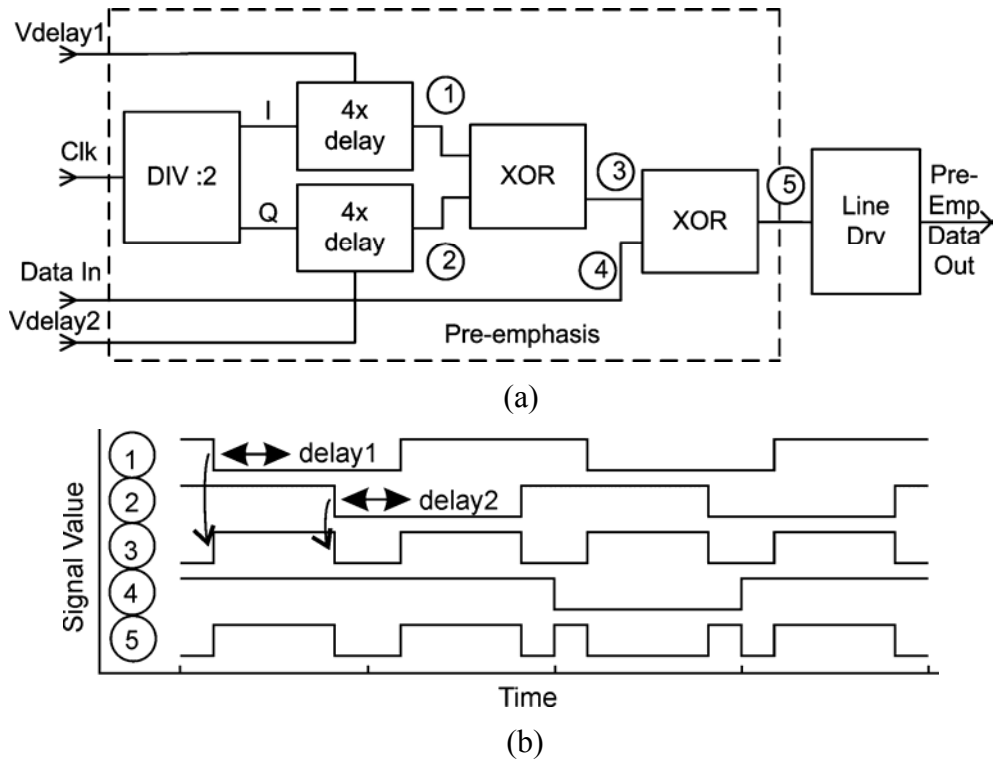 Vdelay1
Clk
Data In
Vdelay2
DIV :2
I
Q
4x
delay
4x
delay
1
2
XOR
3
4
XOR
5
Line
Drv
Pre-
Emp
Data
Out
Pre-emphasis
(a)
Signal Value
1
delay1
2
delay2
3
4
5
Time
(b)